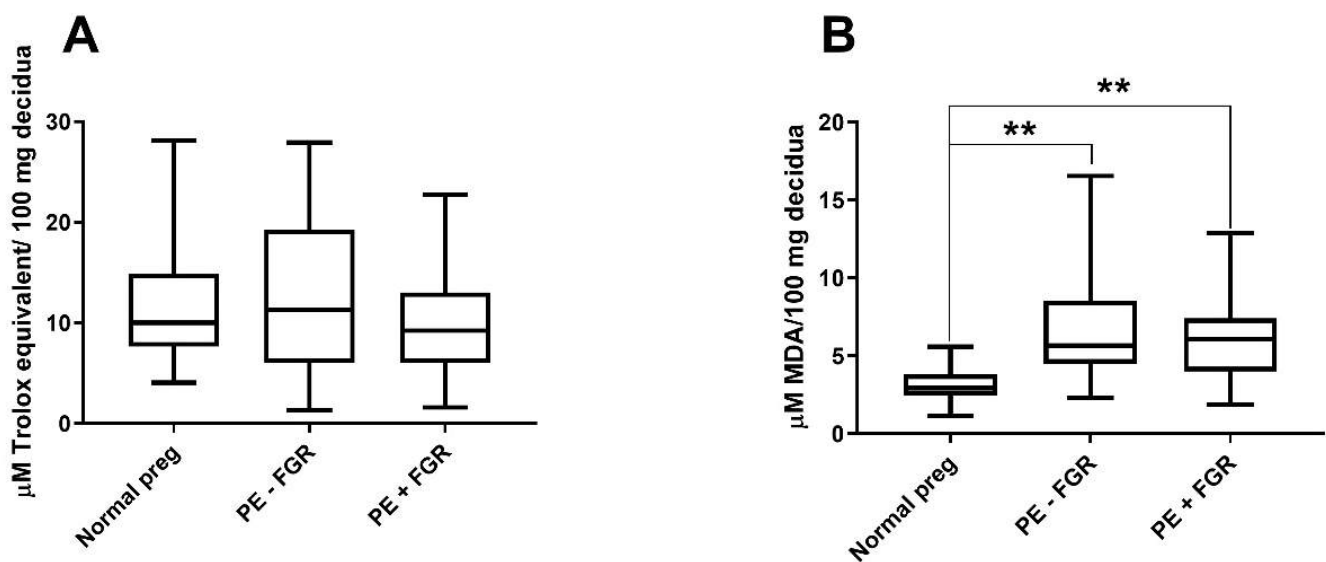 A
μM Trolox equivalent/ 100 mg decidua
30
20
10
0
Normal preg
PE - FGR
PE + FGR
B
μM MDA/100 mg decidua
20
15
10
5
0
**
**
Normal preg
PE - FGR
PE + FGR